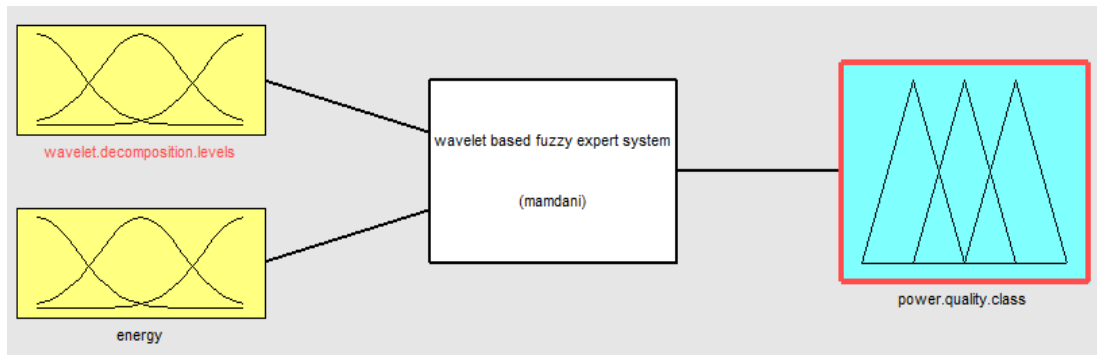 wavelet.decomposition.levels
energy
wavelet based fuzzy expert system
(mamdani)
power.quality.class